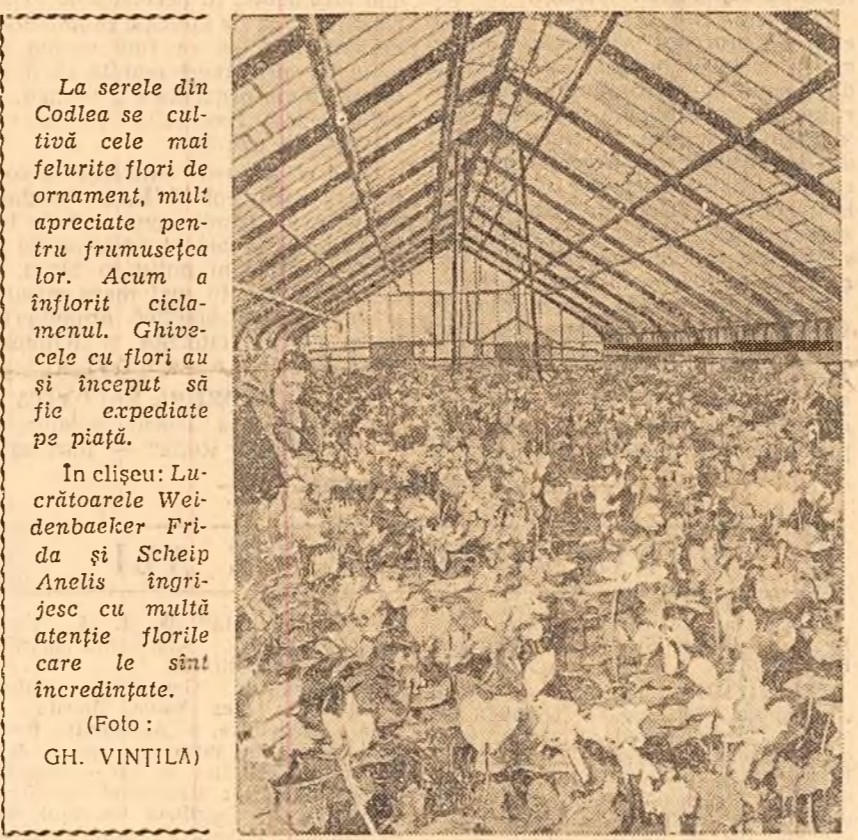 La serele din
Codlea se cul-
tivă cele mai
felurite flori de
ornament, mult
apreciate pen-
tru frumusețea
lor. Acum a
înflorit cicla-
menul. Ghive-
cele cu flori au
și început să
fie expediate
pe piață.
În clișeu: Lu-
crătoarele Wei-
denbaeker Fri-
da și Scheip
Anelis îngri-
jesc cu multă
atenție florile
care le sînt
încredințate.
(Foto :
GH. VINȚILĂ)